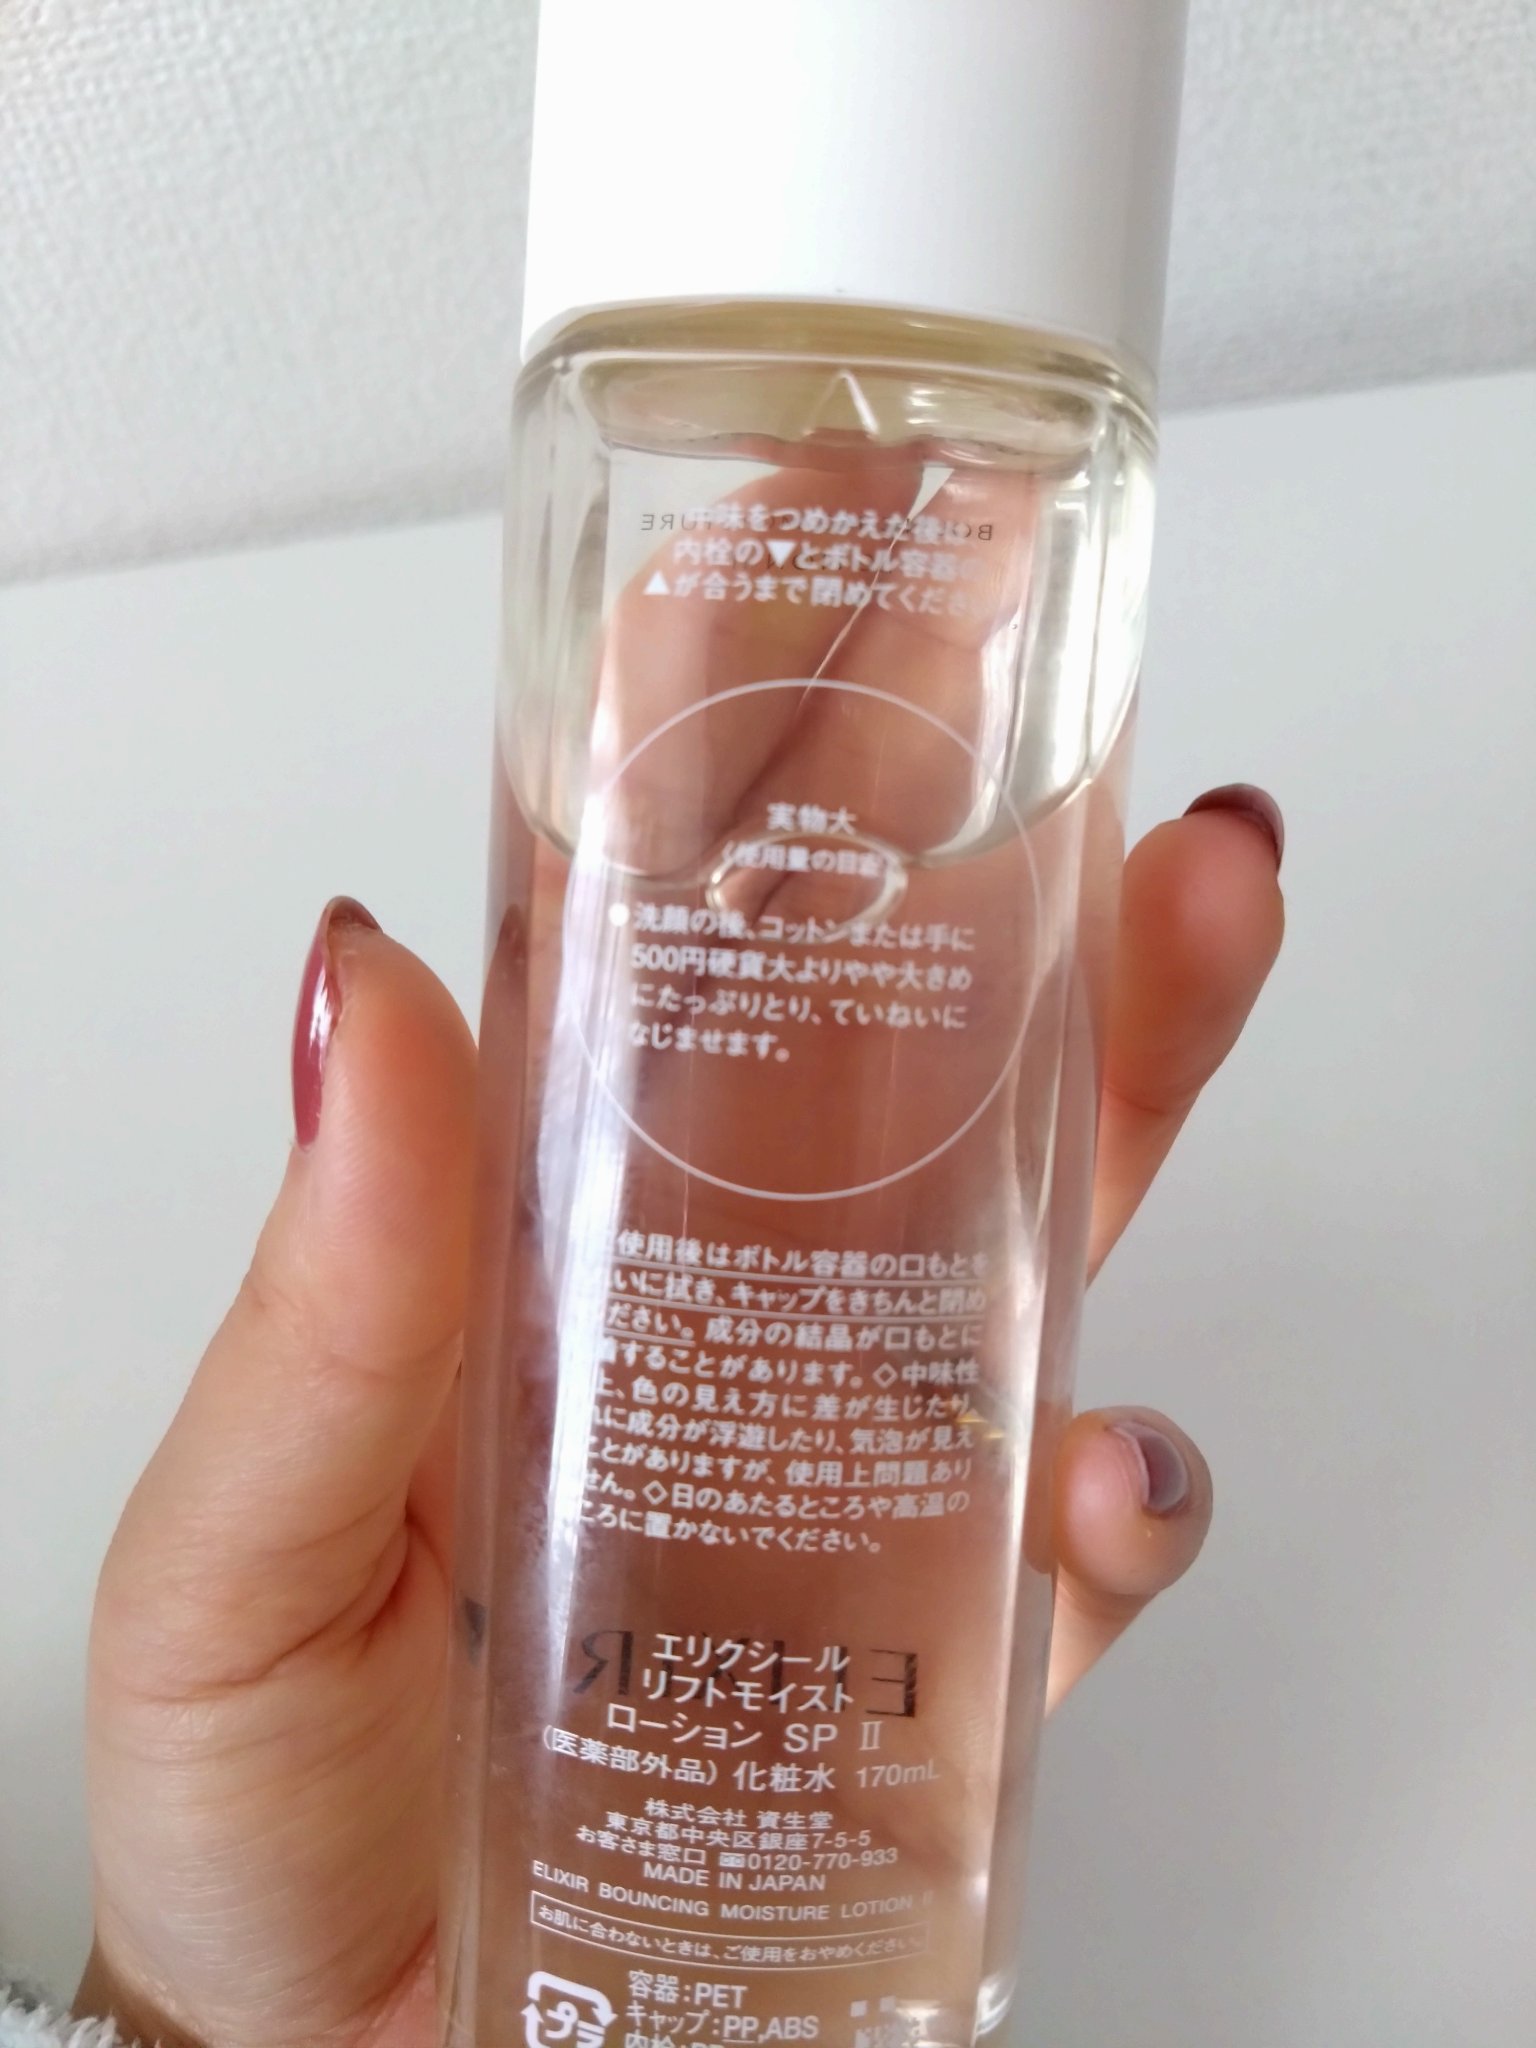 中味をつめかえた後は、
内栓の▼とボトル容器の
▲が合うまで閉めてください
実物大
(使用量の目安)
●洗顔の後、コットンまたは手に
500円硬貨大よりやや大きめ
にたっぷりとり、ていねいに
なじませます。
使用後はボトル容器の口もとを
いに拭き、キャップをきちんと閉め
ださい。成分の結晶が口もとに
着することがあります。◇中味性
上、色の見え方に差が生じたり、
れに成分が浮遊したり、気泡が見え
ことがありますが、使用上問題あり
せん。◇日のあたるところや高温の
ころに置かないでください。
ELIXIR
エリクシール
リフトモイスト
ローション SP Ⅱ
(医薬部外品) 化粧水 170mL
株式会社 資生堂
東京都中央区銀座7-5-5
お客さま窓口 0120-770-933
MADE IN JAPAN
ELIXIR BOUNCING MOISTURE LOTION II
お肌に合わないときは、ご使用をおやめください。
プラ
容器:PET
キャップ:PP,ABS
内栓: